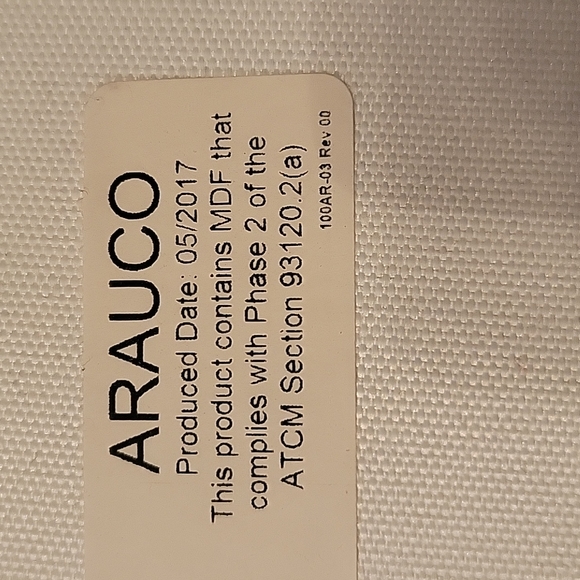 ARAUCO
Produced Date: 05/2017
This product contains MDF that
complies with Phase 2 of the
ATCM Section 93120.2(a)
100AR-03 Rev 00